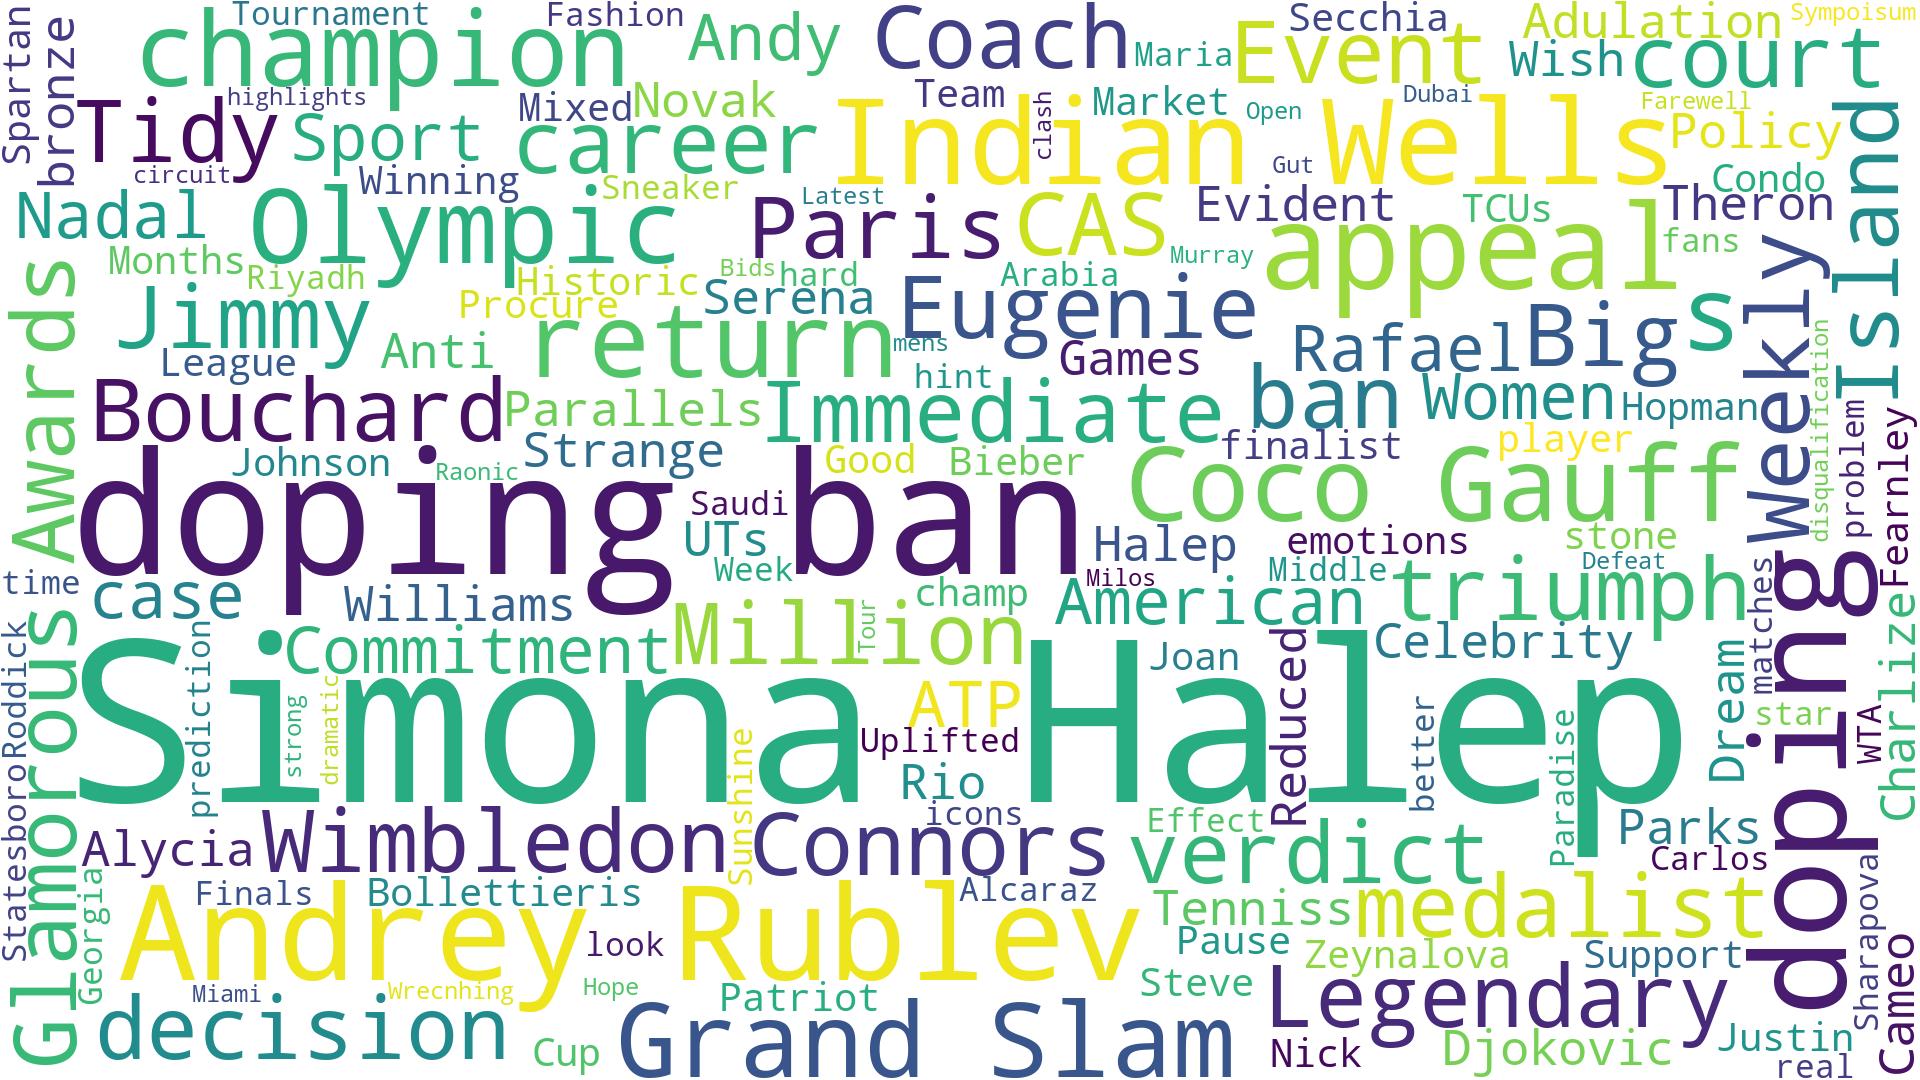 Spartan
bronze
Tournament
champion
Fashion
Andy
Coach
Maria
Event
Secchia
Adulation
Sympoisum
Wish
court
highlights
Tidy
Sport
Mixed
Novak
career
Team
clash
Market
Indian Wells
Open
Dubai
Farewell
Policy
Island
circuit
Winning
Sneaker
Latest
Gut
Condo
Nadal
Olympic
Paris
CAS
Evident
TCUs
Theron
appeal
fans
Months
Riyadh
Historic
Bids
hard
Arabia
Murray
Weekly
Awards
Jimmy
Procure
Serena
Eugenie
return
mens
Anti
League
Games
Rafael
Big
s
disqualification
Bouchard
Parallels
hint
Immediate
ban
Women
Hopman
Johnson
Raonic
Strange
Good
Bieber
finalist
player
problem
Fearnley
doping ban
Saudi
Coco Gauff
UTs
Halep
emotions
stone
Week
Milos
Middle
Defeat
time
case
Williams
champ
American
triumph
matches
Glamorous
Roddick
Statesboro
prediction
Commitment
Million
Tour
Joan
Reduced
Celebrity
Dream
Charlize
doping
strong
dramatic
Simona Halep
ATP
Uplifted
Rio
better
Paradise
star
WTA
Sunshine
icons
Effect
Parks
Alycia
Wimbledon
Connors
verdict
Carlos
Sharapova
Georgia
Finals
Bollettieris
Alcaraz
Tenniss
medalist
Andrey Rublev
look
Pause
Zeynalova
Support
Cameo
Miami
Wrecnhing
Hope
Patriot
Steve
Legendary
decision
Cup
Grand Slam
Nick
Djokovic
Justin
real